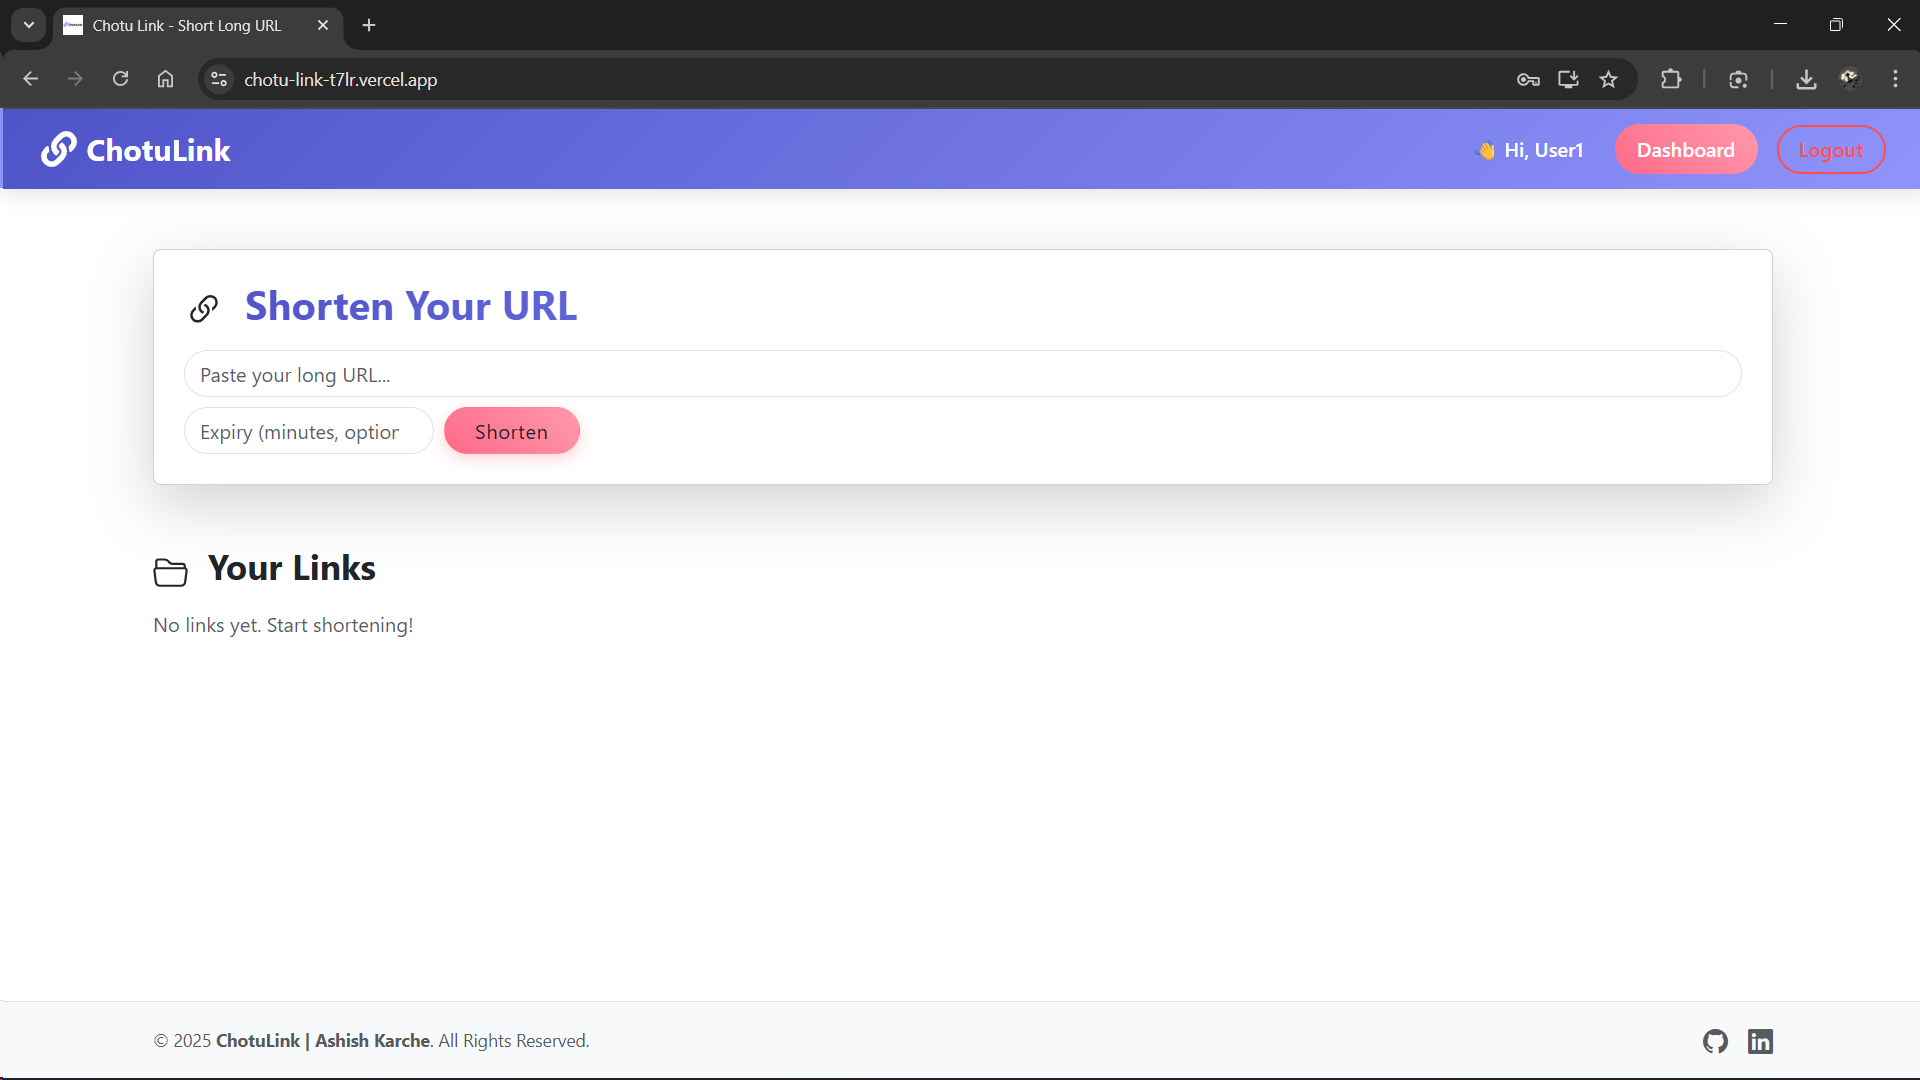 Chotu Link - Short Long URL
chotu-link-t7lr.vercel.app
ChotuLink
👋 Hi, User1
Dashboard
Logout
Shorten Your URL
Paste your long URL...
Expiry (minutes, option
Shorten
Your Links
No links yet. Start shortening!
© 2025 ChotuLink | Ashish Karche. All Rights Reserved.
in